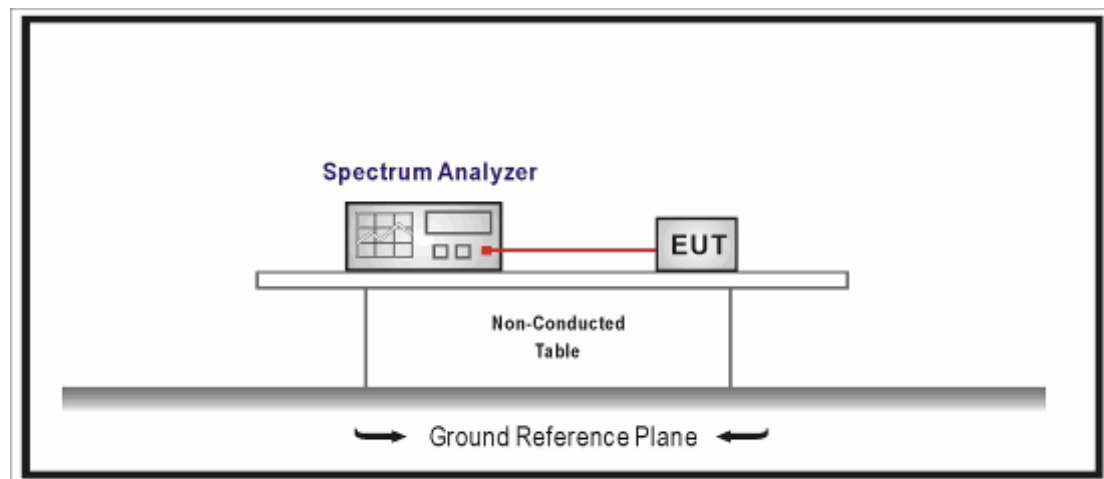 Spectrum Analyzer
EUT
Non-Conducted
Table
Ground Reference Plane